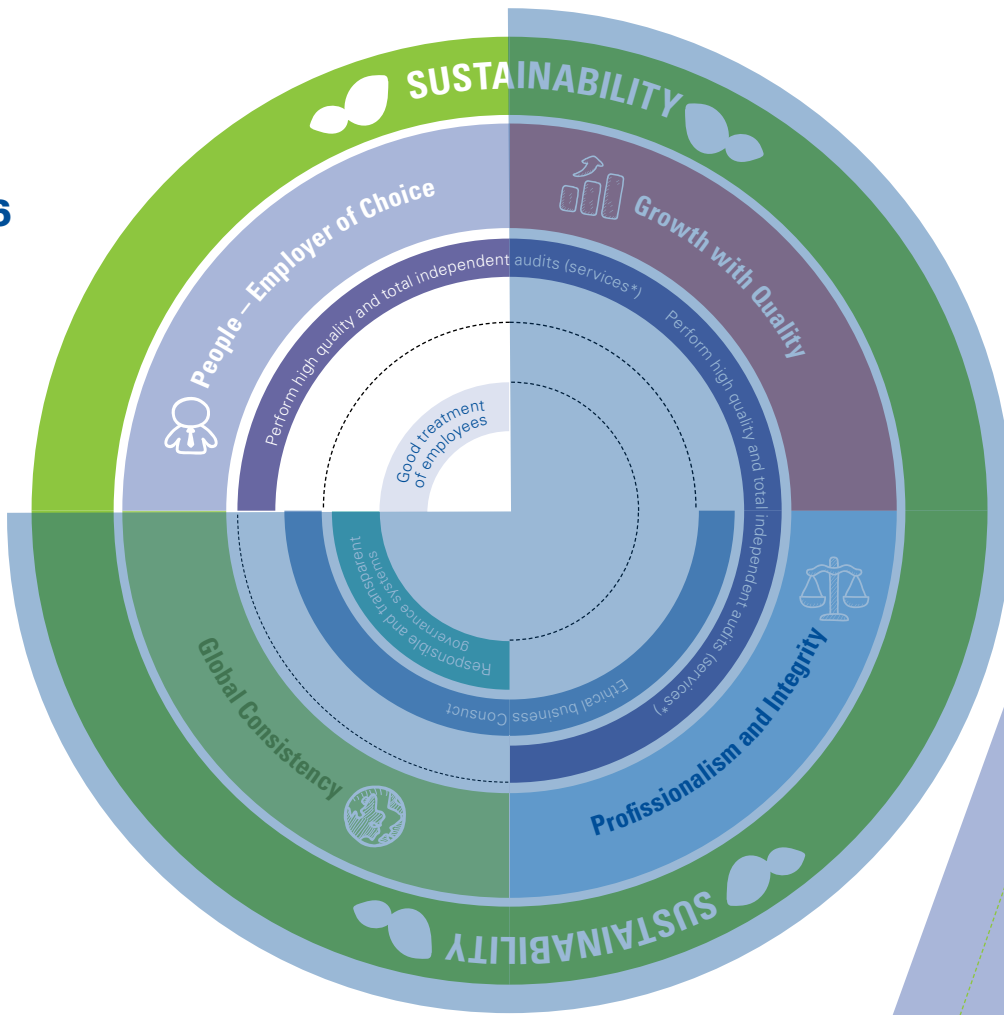 SUSTAINABILITY
6
People – Employer of Choice
Growth with Quality
Perform high quality and total independent audits (services*)
Perform high quality and total independent audits (services*)
Good treatment
of employees
Responsible and transparent
governance systems
Ethical business Consuct
Global Consistency
Profissionalism and Integrity
SUSTAINABILITY